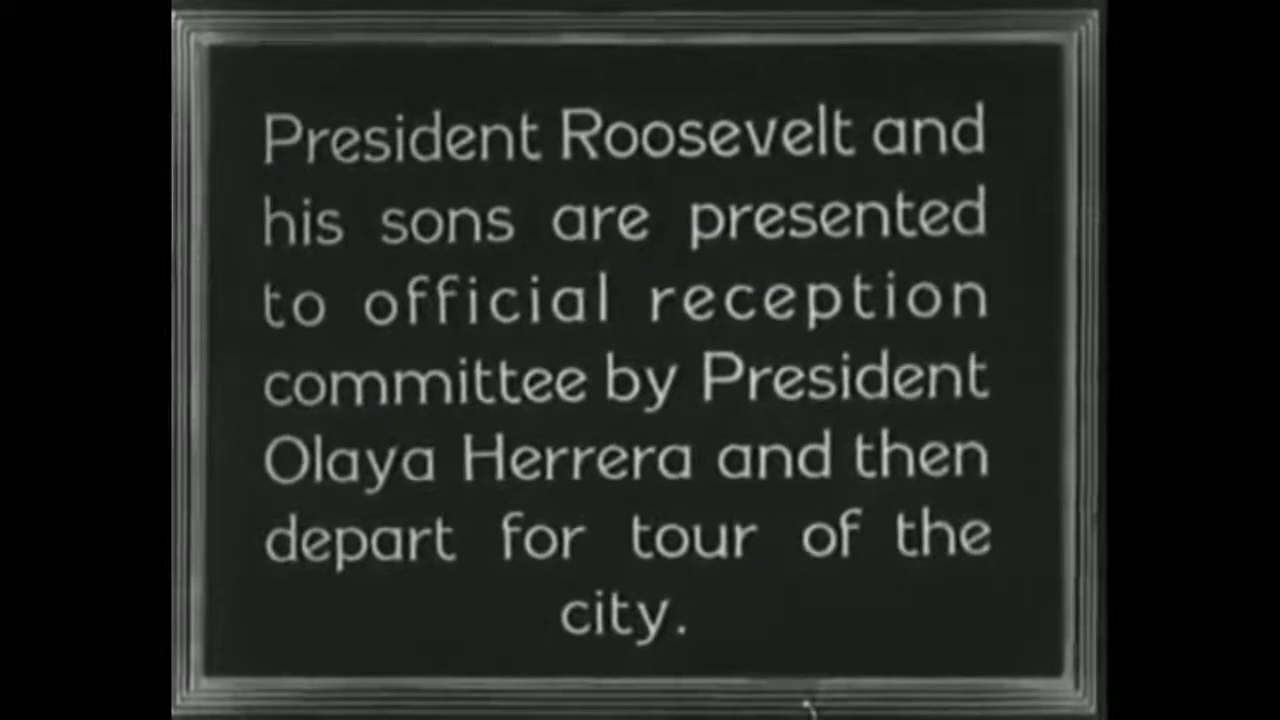 President Roosevelt and
his sons are presented
to official reception
committee by President
Olaya Herrera and then
depart for tour of the
city.